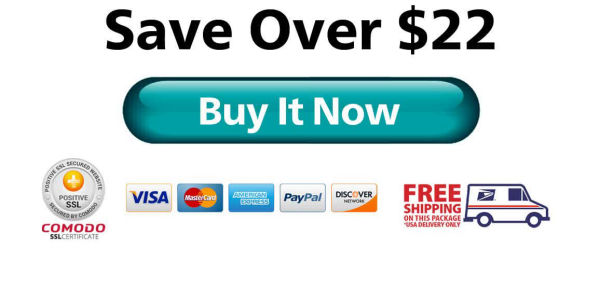 Save Over $22
Buy It Now
POSITIVE SSL SECURED WEBSITE
POSITIVE
SSL
SECURED BY COMODO
COMODO
SSL CERTIFICATE
VISA
MasterCard
AMERICAN
EXPRESS
PayPal
DISCOVER
NETWORK
FREE
SHIPPING
ON THIS PACKAGE
*USA DELIVERY ONLY